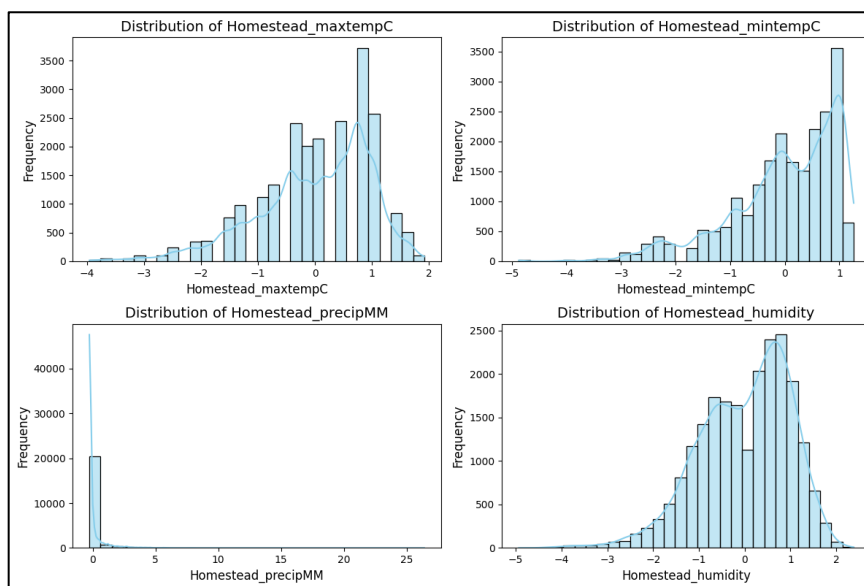 Distribution of Homestead_maxtempC
Frequency
3500
3000
2500
2000
1500
1000
500
0
−4 −3 −2 −1 0 1 2
Homestead_maxtempC
Distribution of Homestead_mintempC
Frequency
3500
3000
2500
2000
1500
1000
500
0
−5 −4 −3 −2 −1 0 1
Homestead_mintempC
Distribution of Homestead_precipMM
Frequency
40000
30000
20000
10000
0
0 5 10 15 20 25
Homestead_precipMM
Distribution of Homestead_humidity
Frequency
2500
2000
1500
1000
500
0
−5 −4 −3 −2 −1 0 1 2
Homestead_humidity